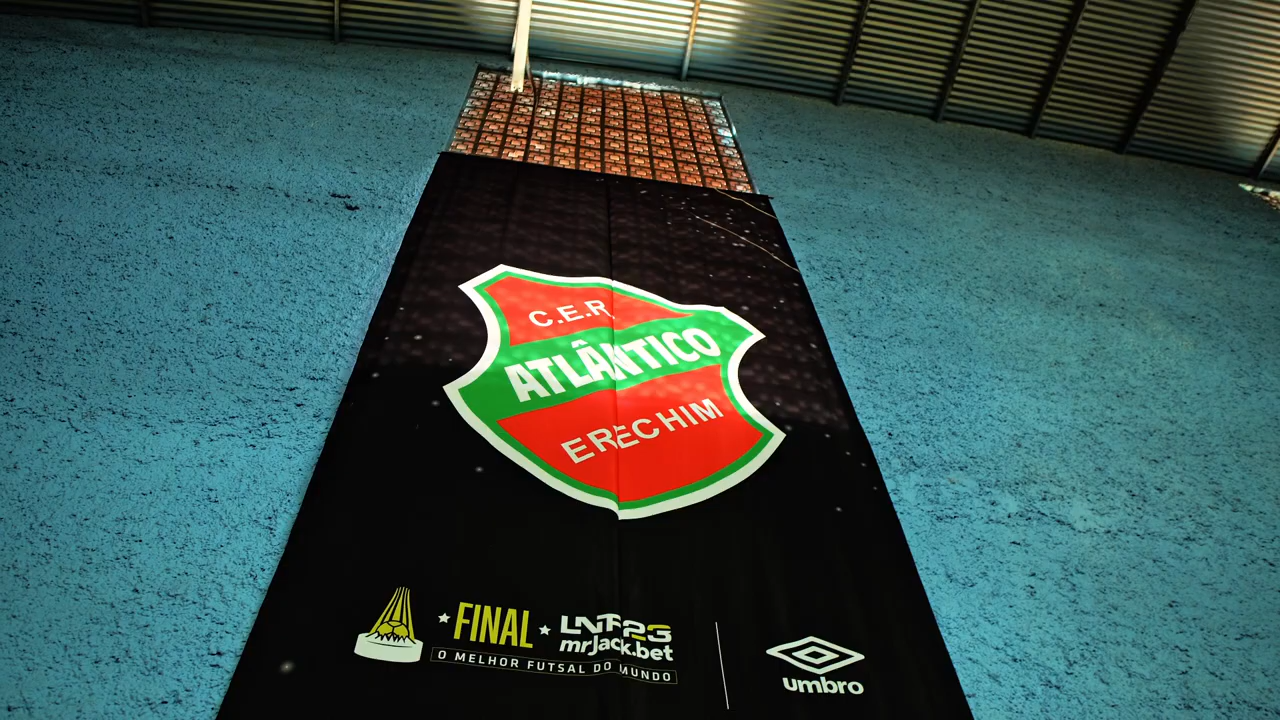 C.E.R
ATLÂNTICO
ERECHIM
FINAL
LNF23
mrJack.bet
O MELHOR FUTSAL DO MUNDO
umbro